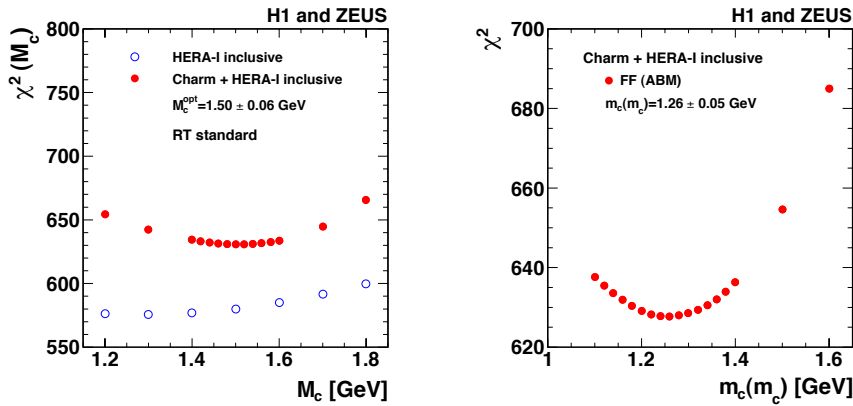 H1 and ZEUS
χ² (M_c)
800
750
700
650
600
550
HERA-I inclusive
Charm + HERA-I inclusive
M_c^opt=1.50 ± 0.06 GeV
RT standard
1.2
1.4
1.6
1.8
M_c [GeV]
H1 and ZEUS
χ²
700
680
660
640
620
Charm + HERA-I inclusive
FF (ABM)
m_c(m_c)=1.26 ± 0.05 GeV
1
1.2
1.4
1.6
m_c(m_c) [GeV]